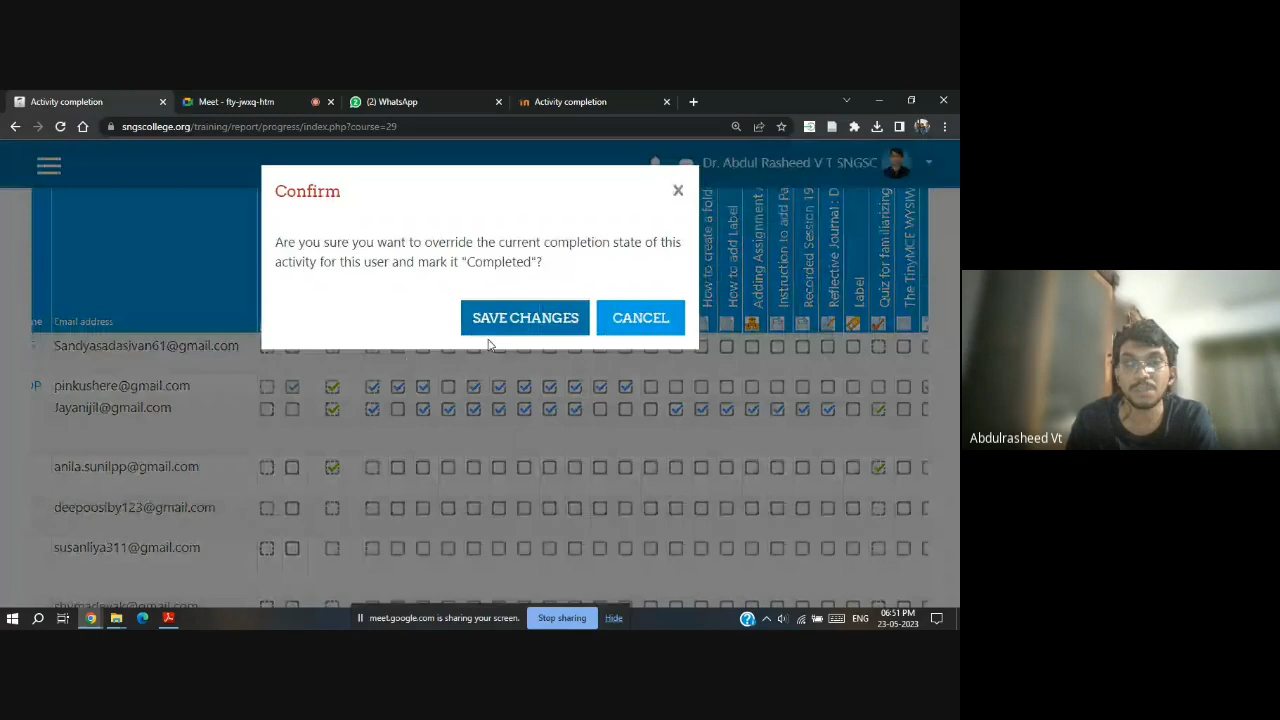 Activity completion
Meet - fty-jwxq-htm
(2) WhatsApp
Activity completion
sngscollege.org/training/report/progress/index.php?course=29
Dr. Abdul Rasheed V T SNGSC
Confirm
Are you sure you want to override the current completion state of this
activity for this user and mark it "Completed"?
SAVE CHANGES
CANCEL
How to create a fold
How to add Label
Adding Assignment
Instruction to add Pa
Recorded Session 19
Reflective Journal : D
Label
Quiz for familiarizing
The TinyMCE WYSIW
Email address
Sandyasadasivan61@gmail.com
pinkushere@gmail.com
Jayanijil@gmail.com
anila.sunilpp@gmail.com
deepoosiby123@gmail.com
susanliya311@gmail.com
meet.google.com is sharing your screen.
Stop sharing
Hide
ENG
06:51 PM
23-05-2023
Abdulrasheed Vt